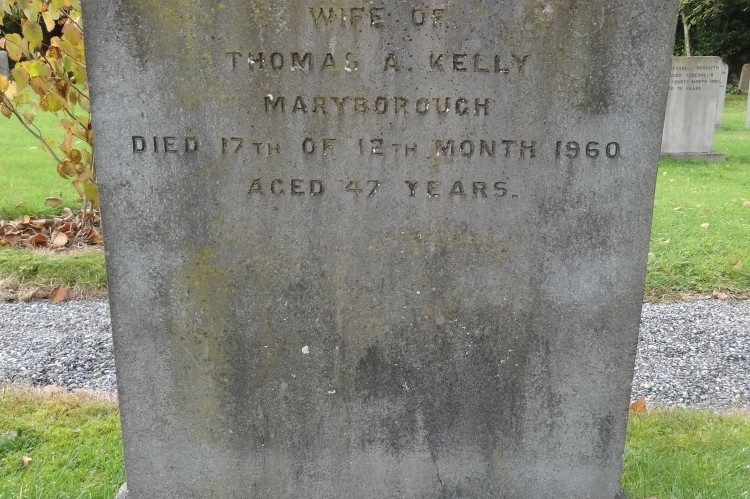 WIFE OF
THOMAS A. KELLY
MARYBOROUGH
DIED 17TH OF 12TH MONTH 1960
AGED 47 YEARS.